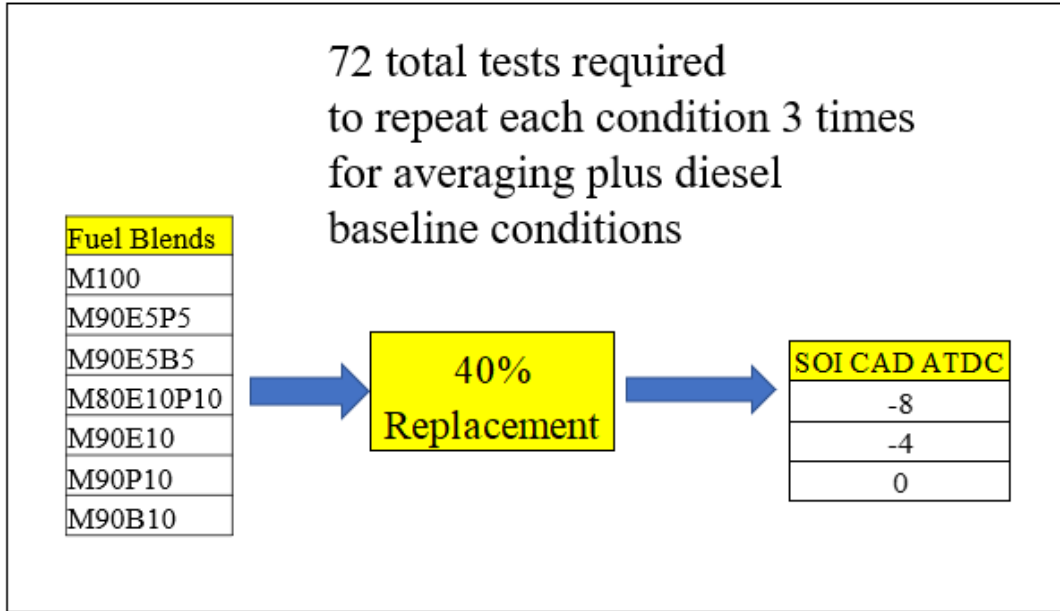 72 total tests required
to repeat each condition 3 times
for averaging plus diesel
baseline conditions
Fuel Blends
M100
M90E5P5
M90E5B5
M80E10P10
M90E10
M90P10
M90B10
40%
Replacement
SOI CAD ATDC
-8
-4
0